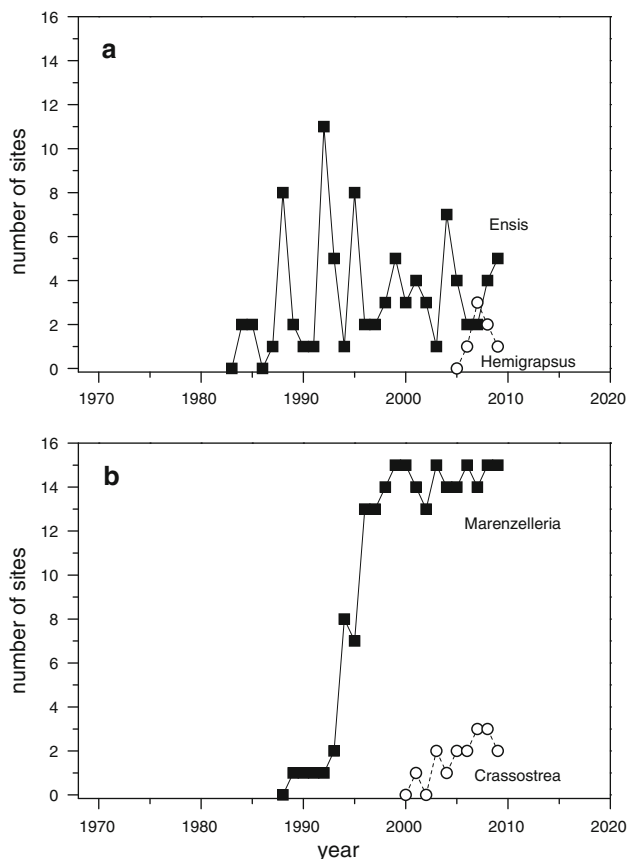 a
number of sites
16
14
12
10
8
6
4
2
0
Ensis
Hemigrapsus
1970 1980 1990 2000 2010 2020
b
number of sites
16
14
12
10
8
6
4
2
0
Marenzelleria
Crassostrea
1970 1980 1990 2000 2010 2020
year